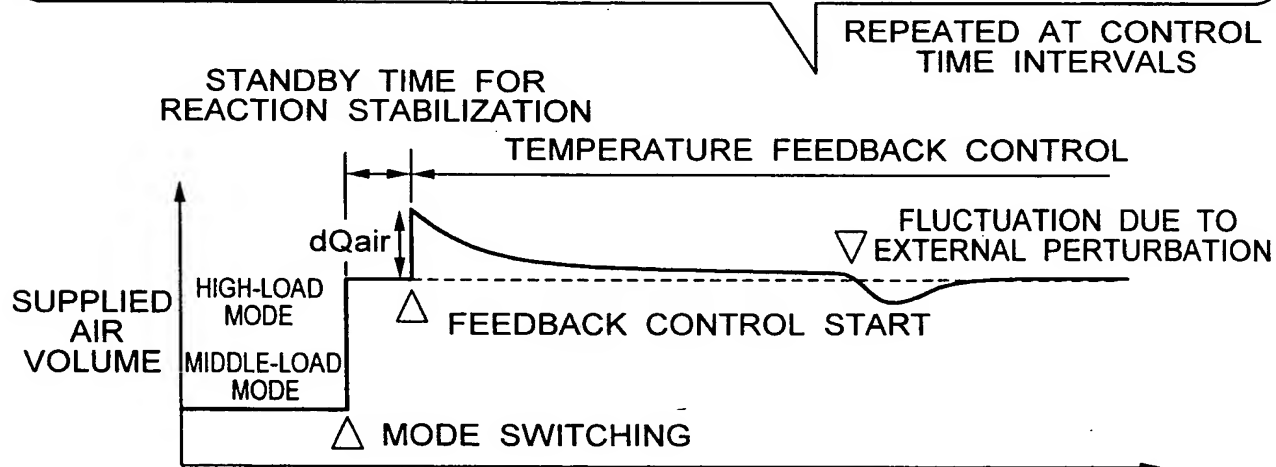 REPEATED AT CONTROL
TIME INTERVALS
STANDBY TIME FOR
REACTION STABILIZATION
TEMPERATURE FEEDBACK CONTROL
dQair
FLUCTUATION DUE TO
EXTERNAL PERTURBATION
SUPPLIED
AIR
VOLUME
HIGH-LOAD
MODE
FEEDBACK CONTROL START
MIDDLE-LOAD
MODE
MODE SWITCHING